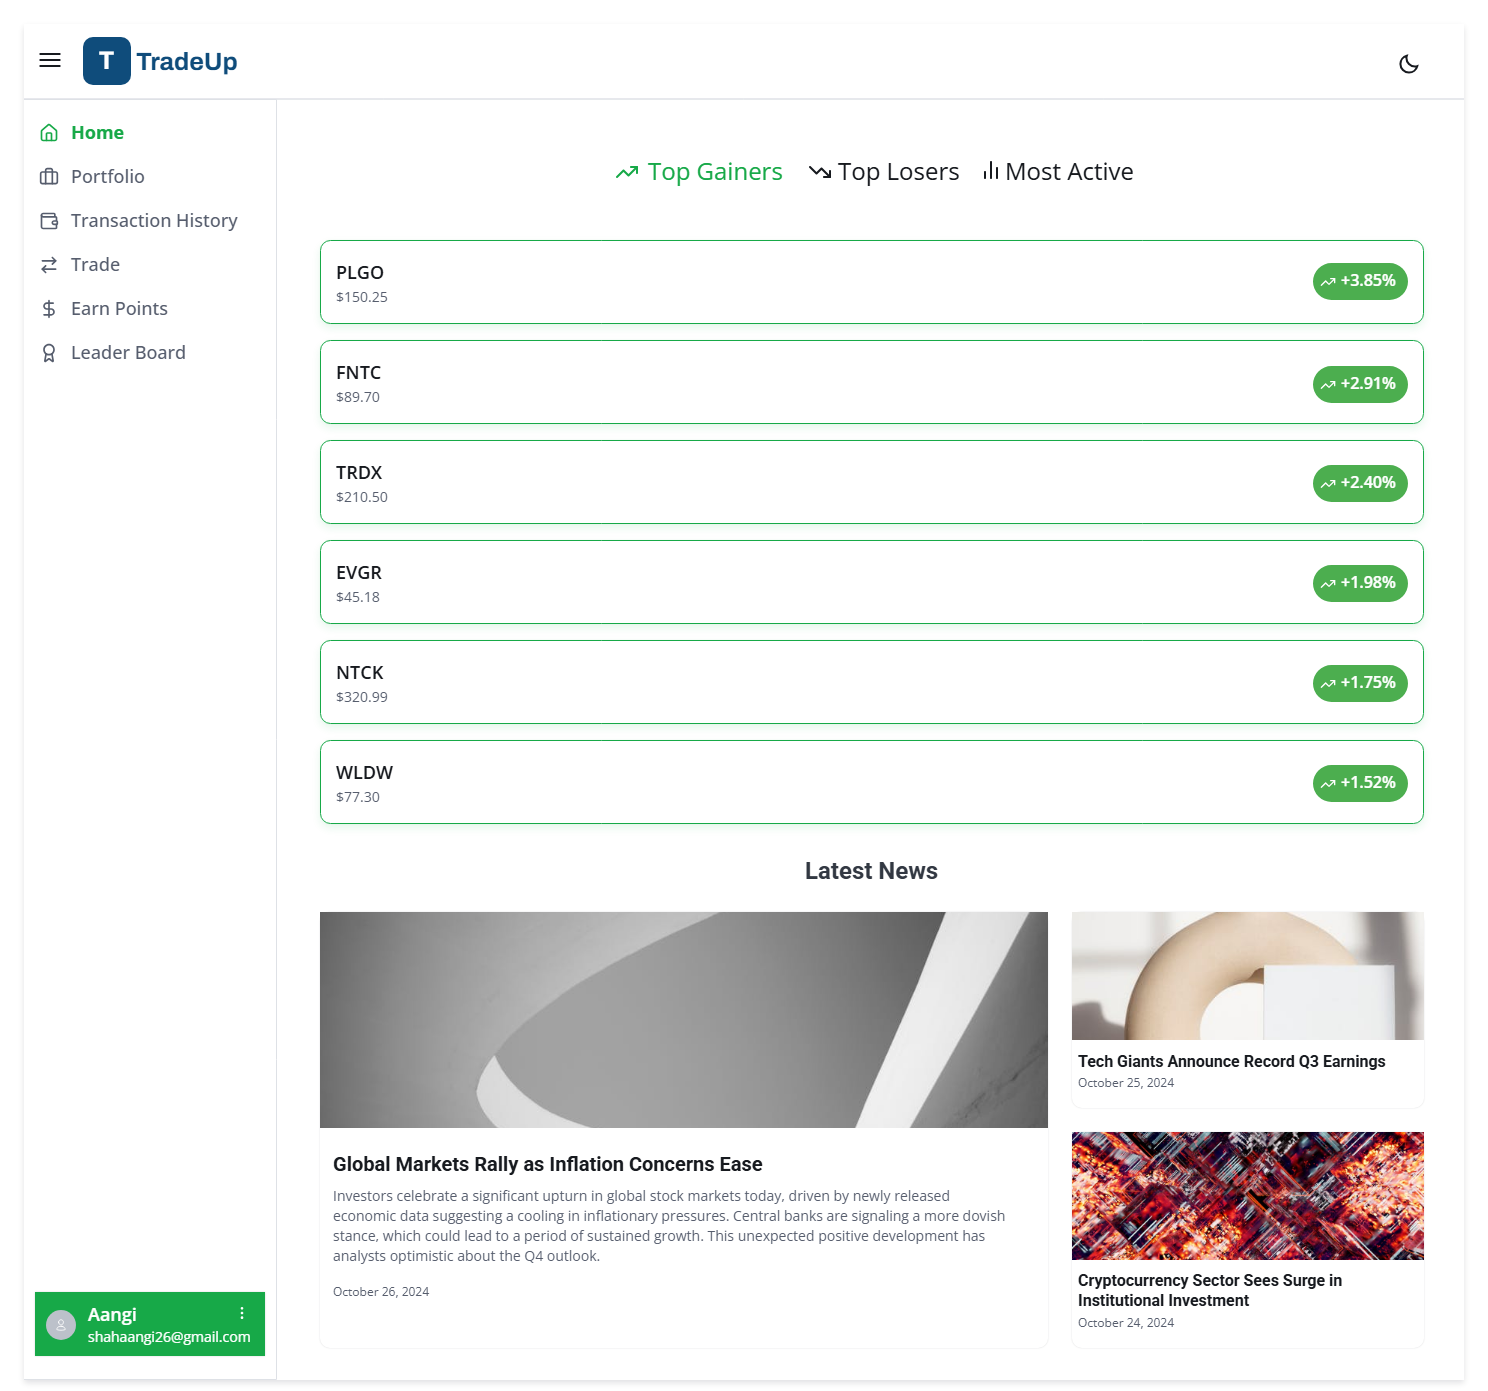 T TradeUp
Home
Portfolio
Transaction History
Trade
Earn Points
Leader Board
Top Gainers Top Losers Most Active
PLGO
$150.25
+3.85%
FNTC
$89.70
+2.91%
TRDX
$210.50
+2.40%
EVGR
$45.18
+1.98%
NTCK
$320.99
+1.75%
WLDW
$77.30
+1.52%
Latest News
Global Markets Rally as Inflation Concerns Ease
Investors celebrate a significant upturn in global stock markets today, driven by newly released
economic data suggesting a cooling in inflationary pressures. Central banks are signaling a more dovish
stance, which could lead to a period of sustained growth. This unexpected positive development has
analysts optimistic about the Q4 outlook.
October 26, 2024
Tech Giants Announce Record Q3 Earnings
October 25, 2024
Cryptocurrency Sector Sees Surge in
Institutional Investment
October 24, 2024
Aangi
shahaangi26@gmail.com